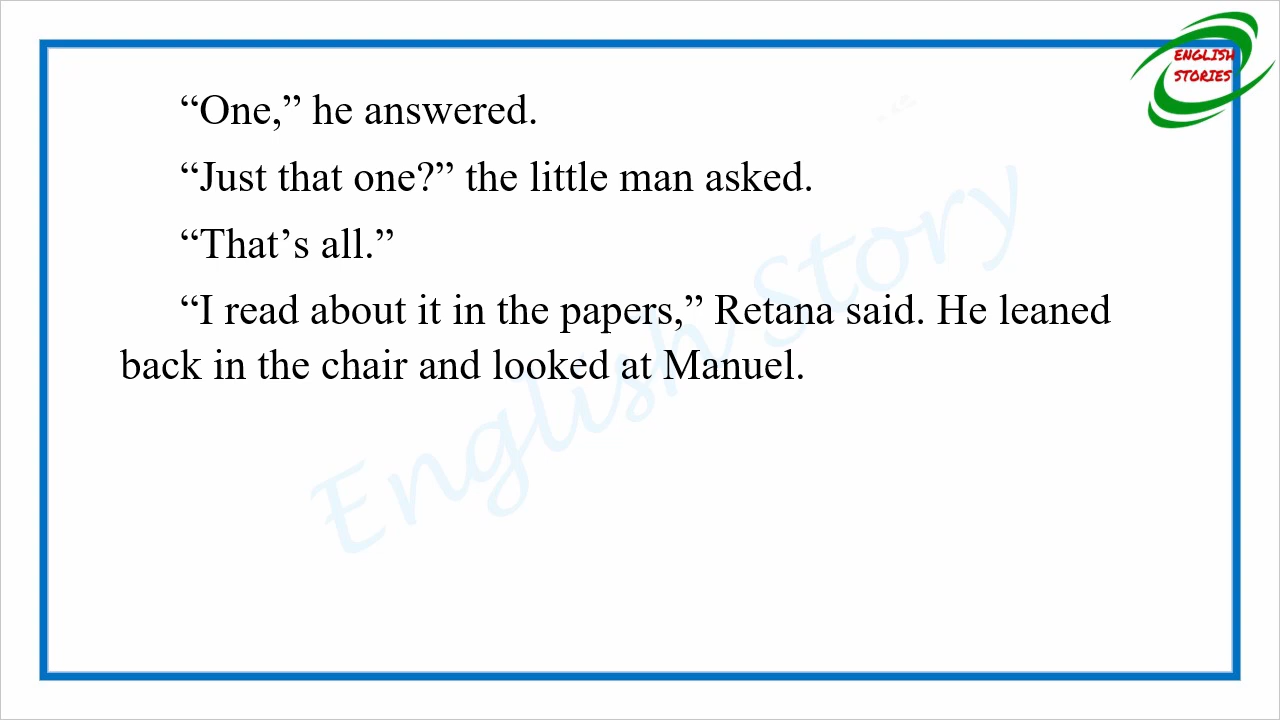 ENGLISH
STORIES
“One,” he answered.
“Just that one?” the little man asked.
“That’s all.”
“I read about it in the papers,” Retana said. He leaned
back in the chair and looked at Manuel.
English Story